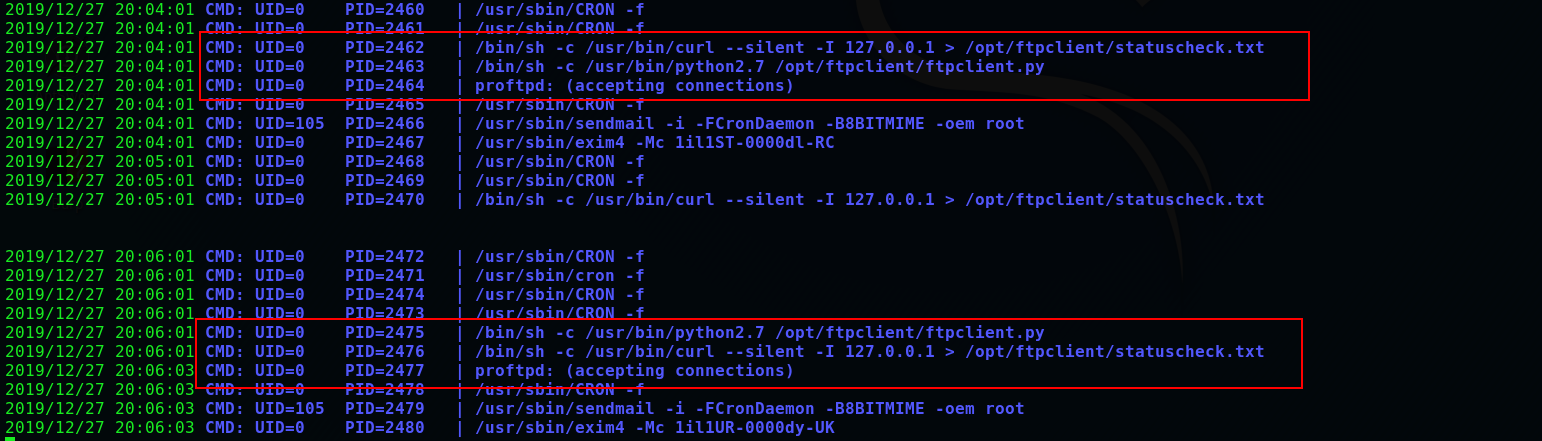 2019/12/27 20:04:01 CMD: UID=0    PID=2460   | /usr/sbin/CRON -f
2019/12/27 20:04:01 CMD: UID=0    PID=2461   | /usr/sbin/CRON -f
2019/12/27 20:04:01 CMD: UID=0    PID=2462   | /bin/sh -c /usr/bin/curl --silent -I 127.0.0.1 > /opt/ftpclient/statuscheck.txt
2019/12/27 20:04:01 CMD: UID=0    PID=2463   | /bin/sh -c /usr/bin/python2.7 /opt/ftpclient/ftpclient.py
2019/12/27 20:04:01 CMD: UID=0    PID=2464   | proftpd: (accepting connections)
2019/12/27 20:04:01 CMD: UID=0    PID=2465   | /usr/sbin/CRON -f
2019/12/27 20:04:01 CMD: UID=105  PID=2466   | /usr/sbin/sendmail -i -FCronDaemon -B8BITMIME -oem root
2019/12/27 20:04:01 CMD: UID=0    PID=2467   | /usr/sbin/exim4 -Mc 1il1ST-0000dl-RC
2019/12/27 20:05:01 CMD: UID=0    PID=2468   | /usr/sbin/CRON -f
2019/12/27 20:05:01 CMD: UID=0    PID=2469   | /usr/sbin/CRON -f
2019/12/27 20:05:01 CMD: UID=0    PID=2470   | /bin/sh -c /usr/bin/curl --silent -I 127.0.0.1 > /opt/ftpclient/statuscheck.txt
2019/12/27 20:06:01 CMD: UID=0    PID=2472   | /usr/sbin/CRON -f
2019/12/27 20:06:01 CMD: UID=0    PID=2471   | /usr/sbin/cron -f
2019/12/27 20:06:01 CMD: UID=0    PID=2474   | /usr/sbin/CRON -f
2019/12/27 20:06:01 CMD: UID=0    PID=2473   | /usr/sbin/CRON -f
2019/12/27 20:06:01 CMD: UID=0    PID=2475   | /bin/sh -c /usr/bin/python2.7 /opt/ftpclient/ftpclient.py
2019/12/27 20:06:01 CMD: UID=0    PID=2476   | /bin/sh -c /usr/bin/curl --silent -I 127.0.0.1 > /opt/ftpclient/statuscheck.txt
2019/12/27 20:06:03 CMD: UID=0    PID=2477   | proftpd: (accepting connections)
2019/12/27 20:06:03 CMD: UID=0    PID=2478   | /usr/sbin/CRON -f
2019/12/27 20:06:03 CMD: UID=105  PID=2479   | /usr/sbin/sendmail -i -FCronDaemon -B8BITMIME -oem root
2019/12/27 20:06:03 CMD: UID=0    PID=2480   | /usr/sbin/exim4 -Mc 1il1UR-0000dy-UK